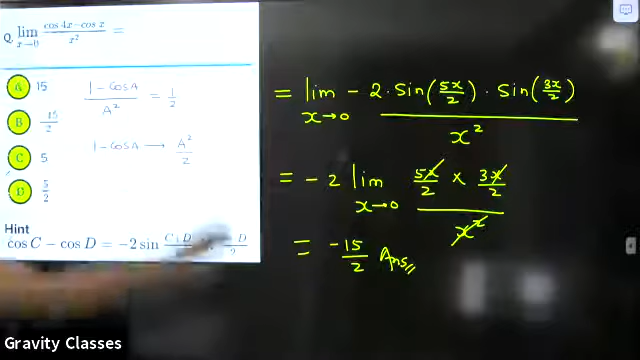 Q. lim x→0 (cos 4x−cos x)/x² =
A 15
B -15/2
C 5
D 5/2
(1-cosA)/A² = 1/2
1-cosA → A²/2
Hint
cos C − cos D = −2 sin (C+D)/
= lim x→0 (-2·sin(5x/2)·sin(3x/2))/x²
= -2 lim x→0 (5x/2 × 3x/2)/x²
= -15/2 Ans
Gravity Classes